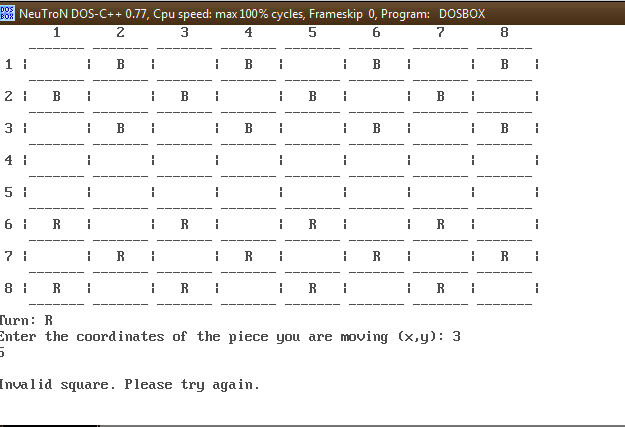 DOS
BOX
NeuTroN DOS-C++ 0.77, Cpu speed: max 100% cycles, Frameskip 0, Program: DOSBOX
1 2 3 4 5 6 7 8
1 | | B | | B | | B | | B |
2 | B | | B | | B | | B | |
3 | | B | | B | | B | | B |
4 | | | | | | | | |
5 | | | | | | | | |
6 | R | | R | | R | | R | |
7 | | R | | R | | R | | R |
8 | R | | R | | R | | R | |
Turn: R
Enter the coordinates of the piece you are moving (x,y): 3
5
Invalid square. Please try again.